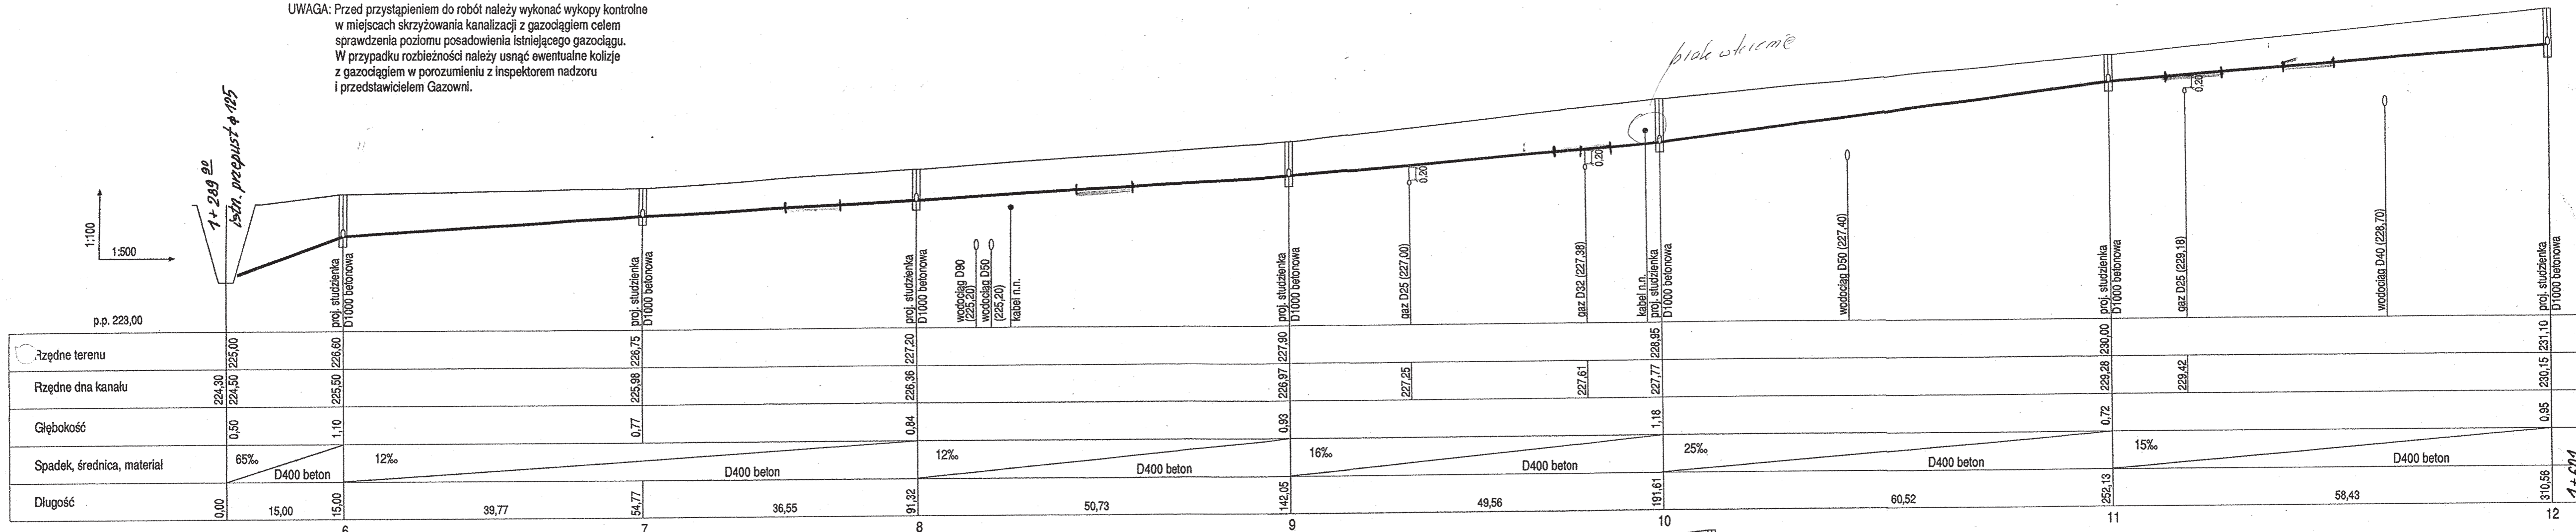 UWAGA: Przed przystąpieniem do robót należy wykonać wykopy kontrolne
w miejscach skrzyżowania kanalizacji z gazociągiem celem
sprawdzenia poziomu posadowienia istniejącego gazociągu.
W przypadku rozbieżności należy usnąć ewentualne kolizje
z gazociągiem w porozumieniu z inspektorem nadzoru
i przedstawicielem Gazowni.
1+289 90
istn. przepust ϕ 125
1:100
1:500
brak
0,20
0,20
0,20
p.p. 223,00
proj. studzienka
D1000 betonowa
proj. studzienka
D1000 betonowa
proj. studzienka
D1000 betonowa
wodociąg D90
(225,20)
wodociąg D50
(225,20)
kabel n.n.
proj. studzienka
D1000 betonowa
gaz D25 (227,00)
gaz D32 (227,38)
kabel n.n.
proj. studzienka
D1000 betonowa
wodociąg D50 (227,40)
proj. studzienka
D1000 betonowa
gaz D25 (229,18)
wodociąg D40 (228,70)
proj. studzienka
D1000 betonowa
Rzędne terenu 225,00 226,60 226,75 227,20 227,90 228,95 230,00 231,10
Rzędne dna kanału 224,30 224,50 225,50 225,98 226,36 226,97 227,25 227,61 227,77 229,28 229,42 230,15
Głębokość 0,50 1,10 0,77 0,84 0,93 1,18 0,72 0,95
Spadek, średnica, materiał 65‰ D400 beton 12‰ D400 beton 12‰ D400 beton 16‰ D400 beton 25‰ D400 beton 15‰ D400 beton
Długość 0,00 15,00 15,00 39,77 54,77 36,55 91,32 50,73 142,05 49,56 191,61 60,52 252,13 58,43 310,56
6 7 8 9 10 11 12